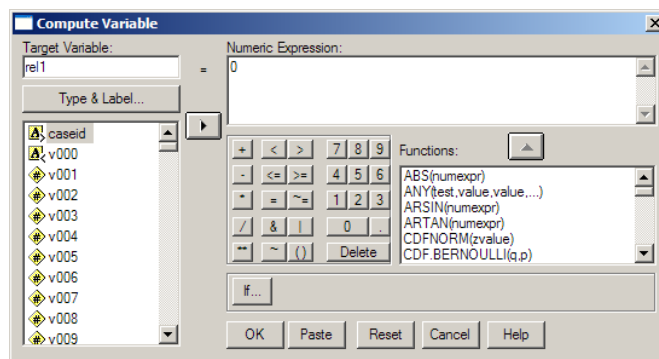 Compute Variable
Target Variable:
rel1
=
Numeric Expression:
0
Type & Label...
caseid
v000
v001
v002
v003
v004
v005
v006
v007
v008
v009
+ < > 7 8 9
- <= >= 4 5 6
* = ~= 1 2 3
/ & | 0 .
** ~ () Delete
Functions:
ABS(numexpr)
ANY(test,value,value,...)
ARSIN(numexpr)
ARTAN(numexpr)
CDFNORM(zvalue)
CDF.BERNOULLI(q,p)
If...
OK Paste Reset Cancel Help